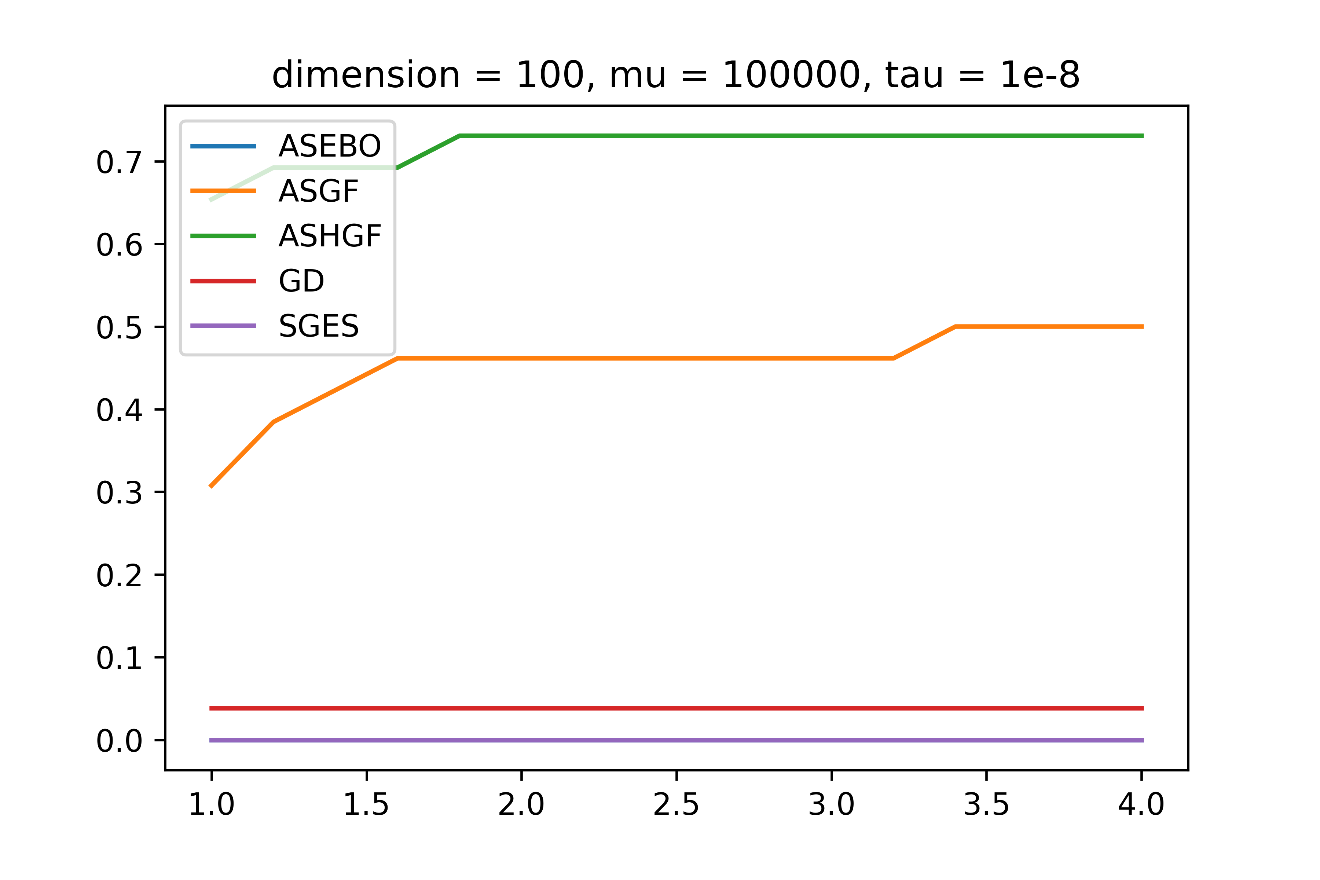 dimension = 100, mu = 100000, tau = 1e-8
ASEBO
ASGF
ASHGF
GD
SGES
0.7
0.6
0.5
0.4
0.3
0.2
0.1
0.0
1.0 1.5 2.0 2.5 3.0 3.5 4.0